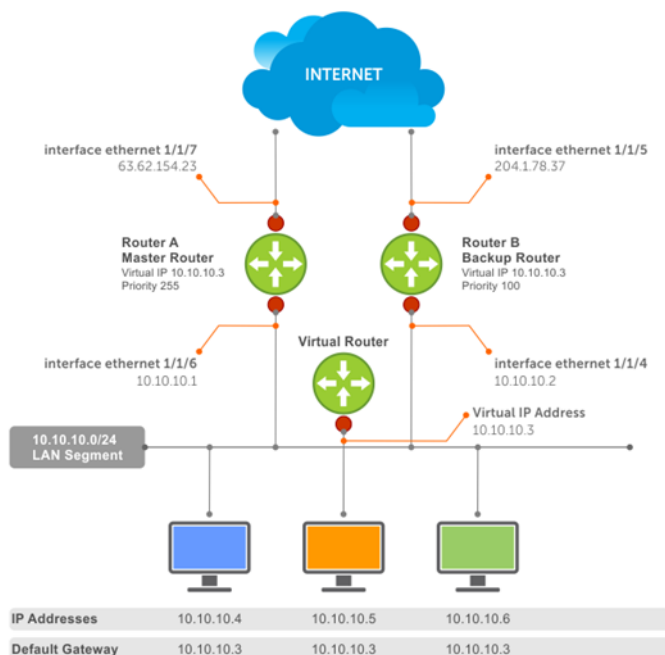 INTERNET
interface ethernet 1/1/7
63.62.154.23
interface ethernet 1/1/5
204.1.78.37
Router A
Master Router
Virtual IP 10.10.10.3
Priority 255
Router B
Backup Router
Virtual IP 10.10.10.3
Priority 100
Virtual Router
interface ethernet 1/1/6
10.10.10.1
interface ethernet 1/1/4
10.10.10.2
Virtual IP Address
10.10.10.3
10.10.10.0/24
LAN Segment
IP Addresses 10.10.10.4 10.10.10.5 10.10.10.6
Default Gateway 10.10.10.3 10.10.10.3 10.10.10.3